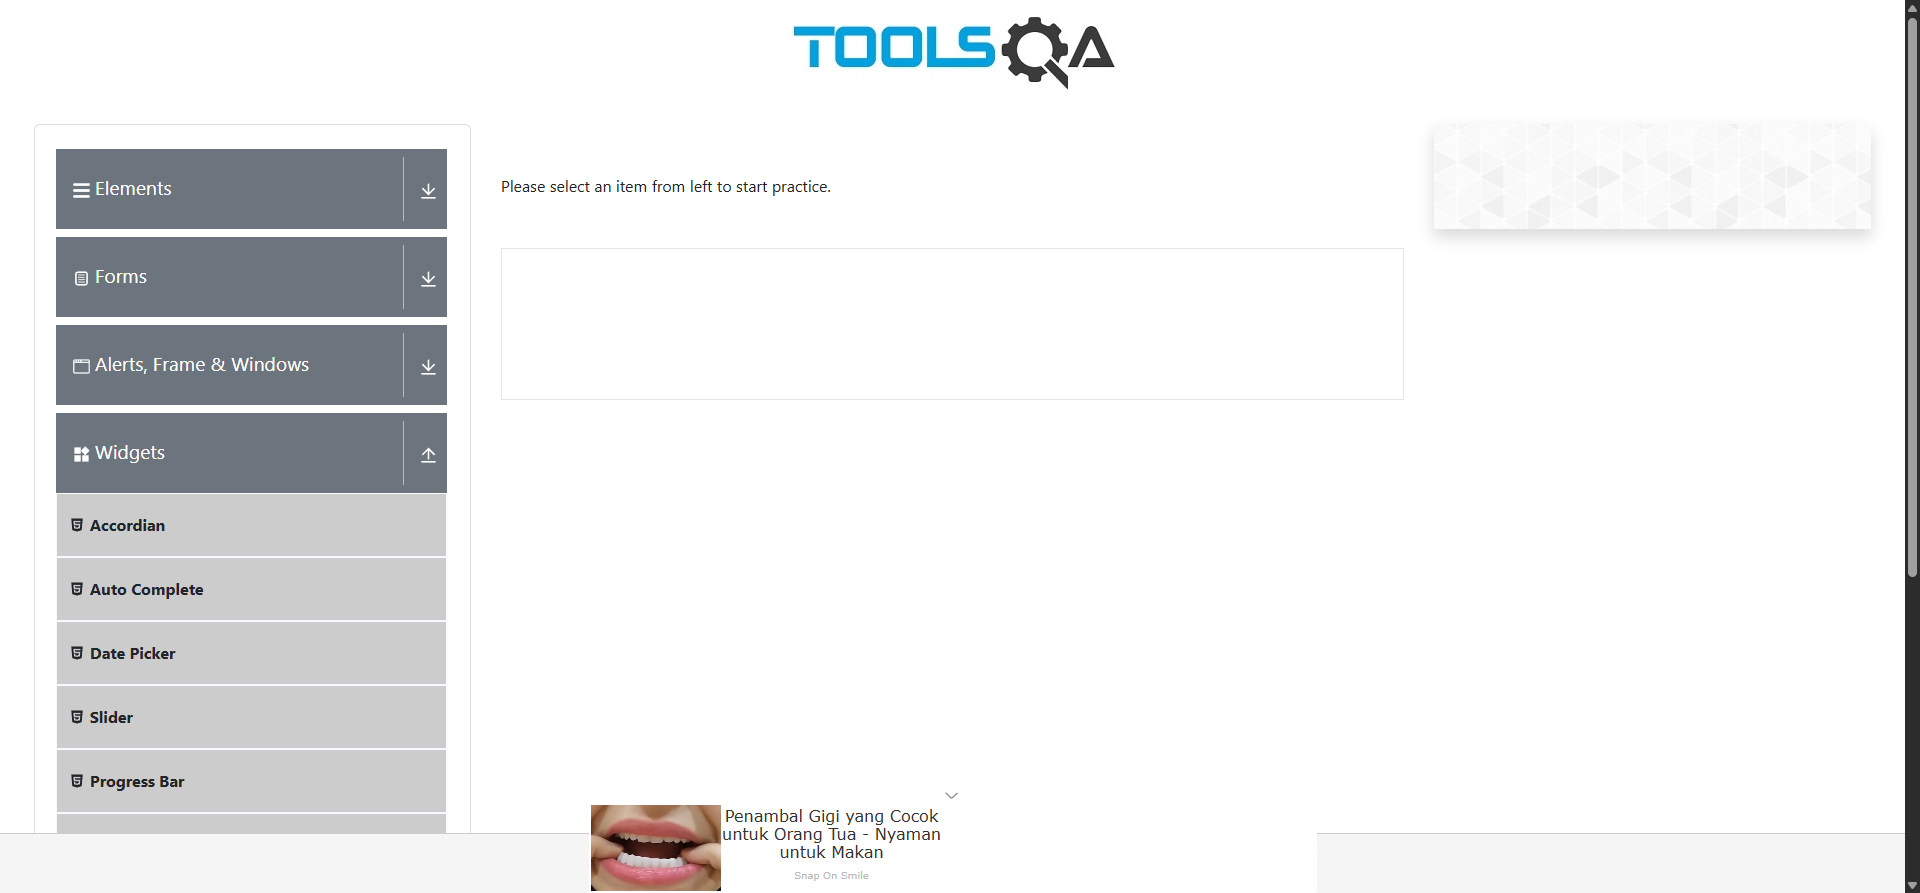 TOOLSQA
Elements
Forms
Alerts, Frame & Windows
Widgets
Accordian
Auto Complete
Date Picker
Slider
Progress Bar
Please select an item from left to start practice.
Penambal Gigi yang Cocok
untuk Orang Tua - Nyaman
untuk Makan
Snap On Smile